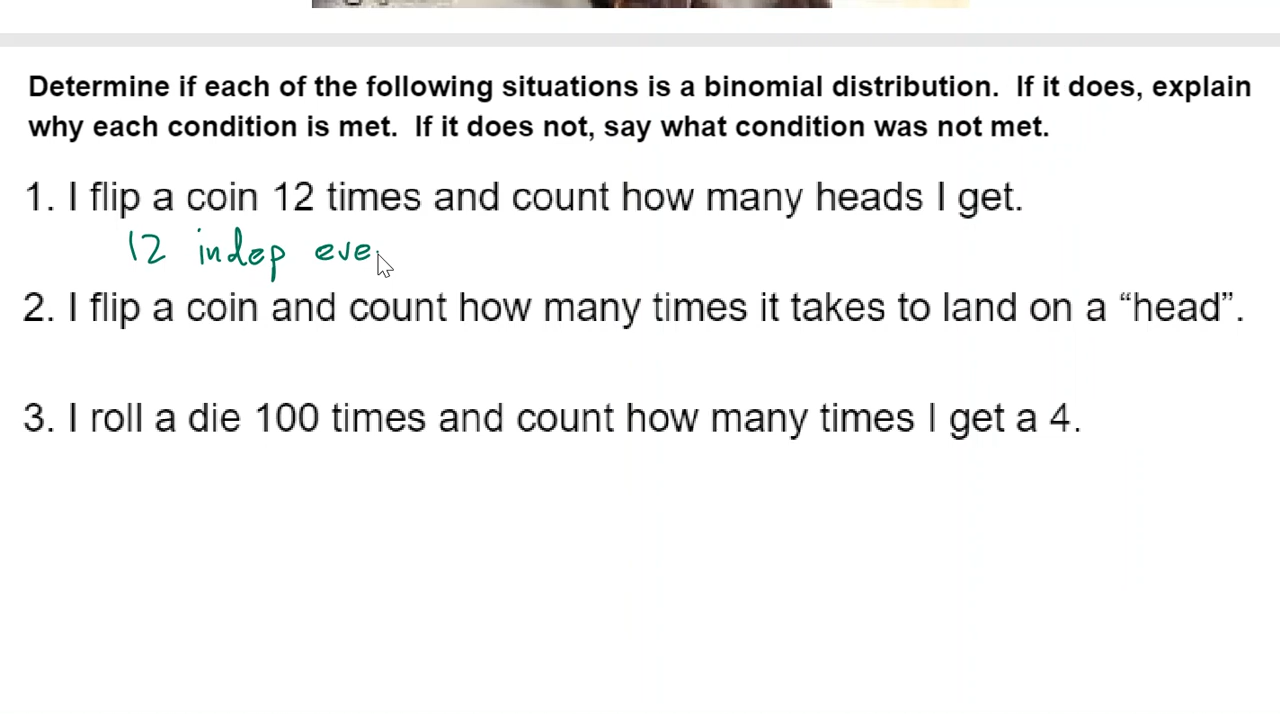 Determine if each of the following situations is a binomial distribution. If it does, explain
why each condition is met. If it does not, say what condition was not met.
1. I flip a coin 12 times and count how many heads I get.
12 indep eve
2. I flip a coin and count how many times it takes to land on a “head”.
3. I roll a die 100 times and count how many times I get a 4.